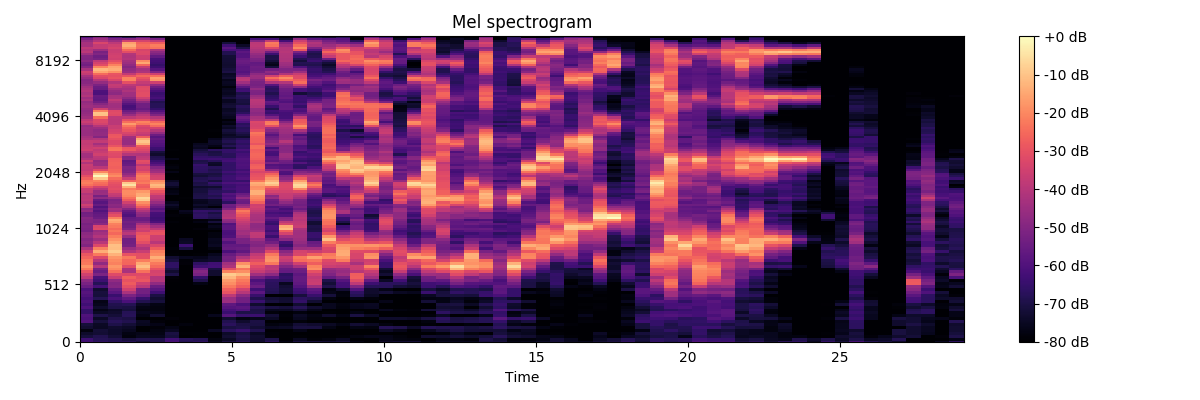 Mel spectrogram
8192
4096
2048
1024
512
0
Hz
0 5 10 15 20 25
Time
+0 dB
-10 dB
-20 dB
-30 dB
-40 dB
-50 dB
-60 dB
-70 dB
-80 dB